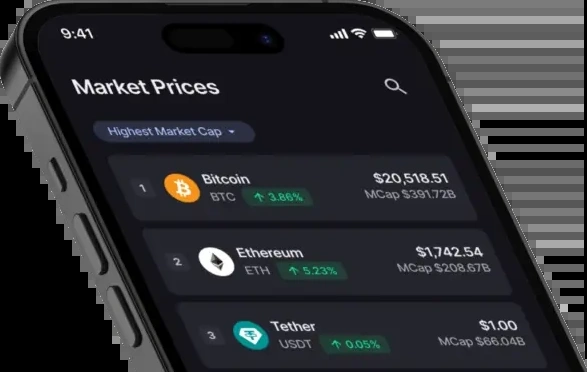 9:41
Market Prices
Highest Market Cap
1 Bitcoin $20,518.51
BTC ↑ 3.86% MCap $391.72B
2 Ethereum $1,742.54
ETH ↑ 5.23% MCap $208.67B
3 Tether $1.00
USDT ↑ 0.05% MCap $66.04B